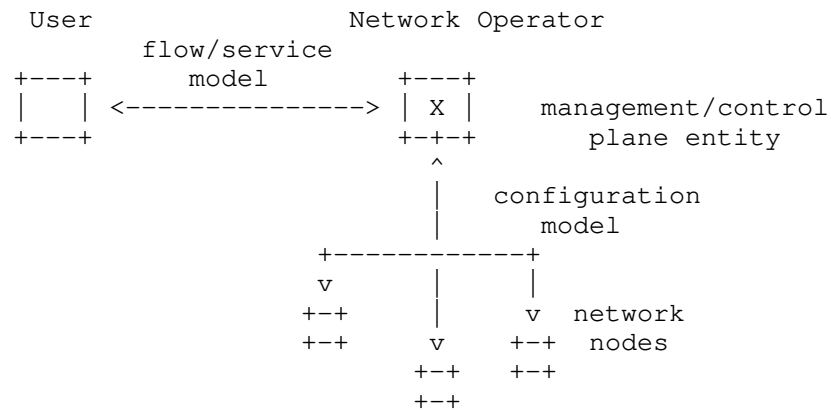 User Network Operator
flow/service
model
X management/control
plane entity
configuration
model
v
v network
v nodes